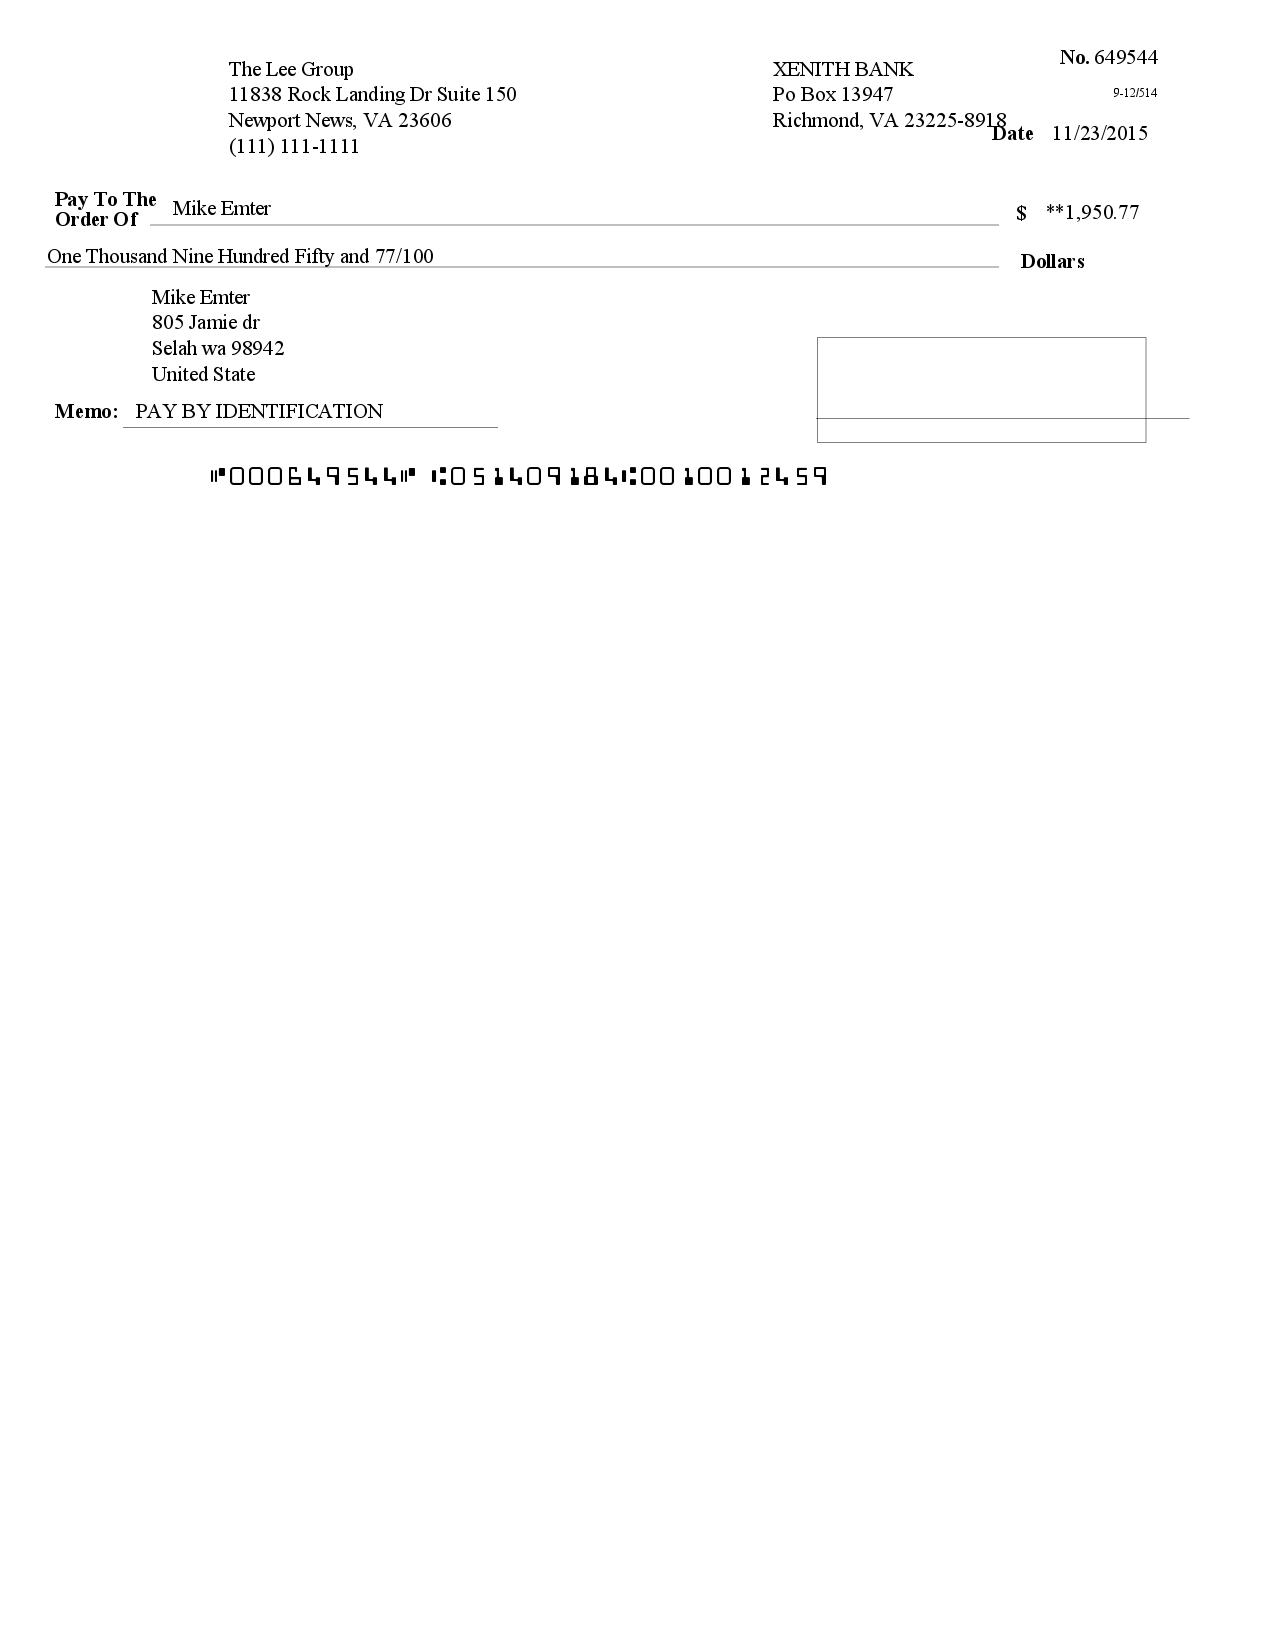 The Lee Group
11838 Rock Landing Dr Suite 150
Newport News, VA 23606
(111) 111-1111
XENITH BANK
Po Box 13947
Richmond, VA 23225-8918
No. 649544
9-12/514
Date 11/23/2015
Pay To The
Order Of Mike Emter
$ **1,950.77
One Thousand Nine Hundred Fifty and 77/100
Dollars
Mike Emter
805 Jamie dr
Selah wa 98942
United State
Memo: PAY BY IDENTIFICATION
⑈000649544⑈ ⑆051409184⑆0010012459